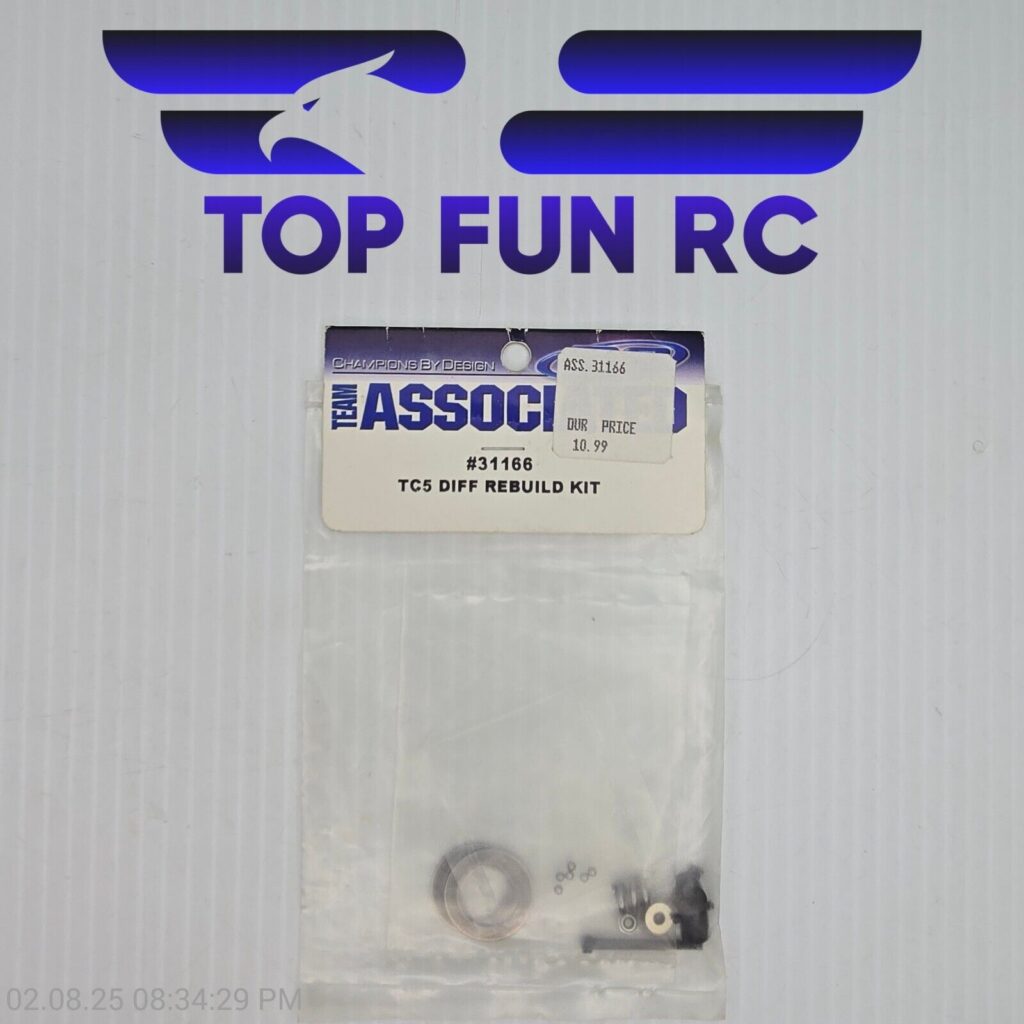 TOP FUN RC
CHAMPIONS BY DESIGN
TEAM
ASS.31166
OUR PRICE
10.99
#31166
TC5 DIFF REBUILD KIT
02.08.25 08:34:29 PM